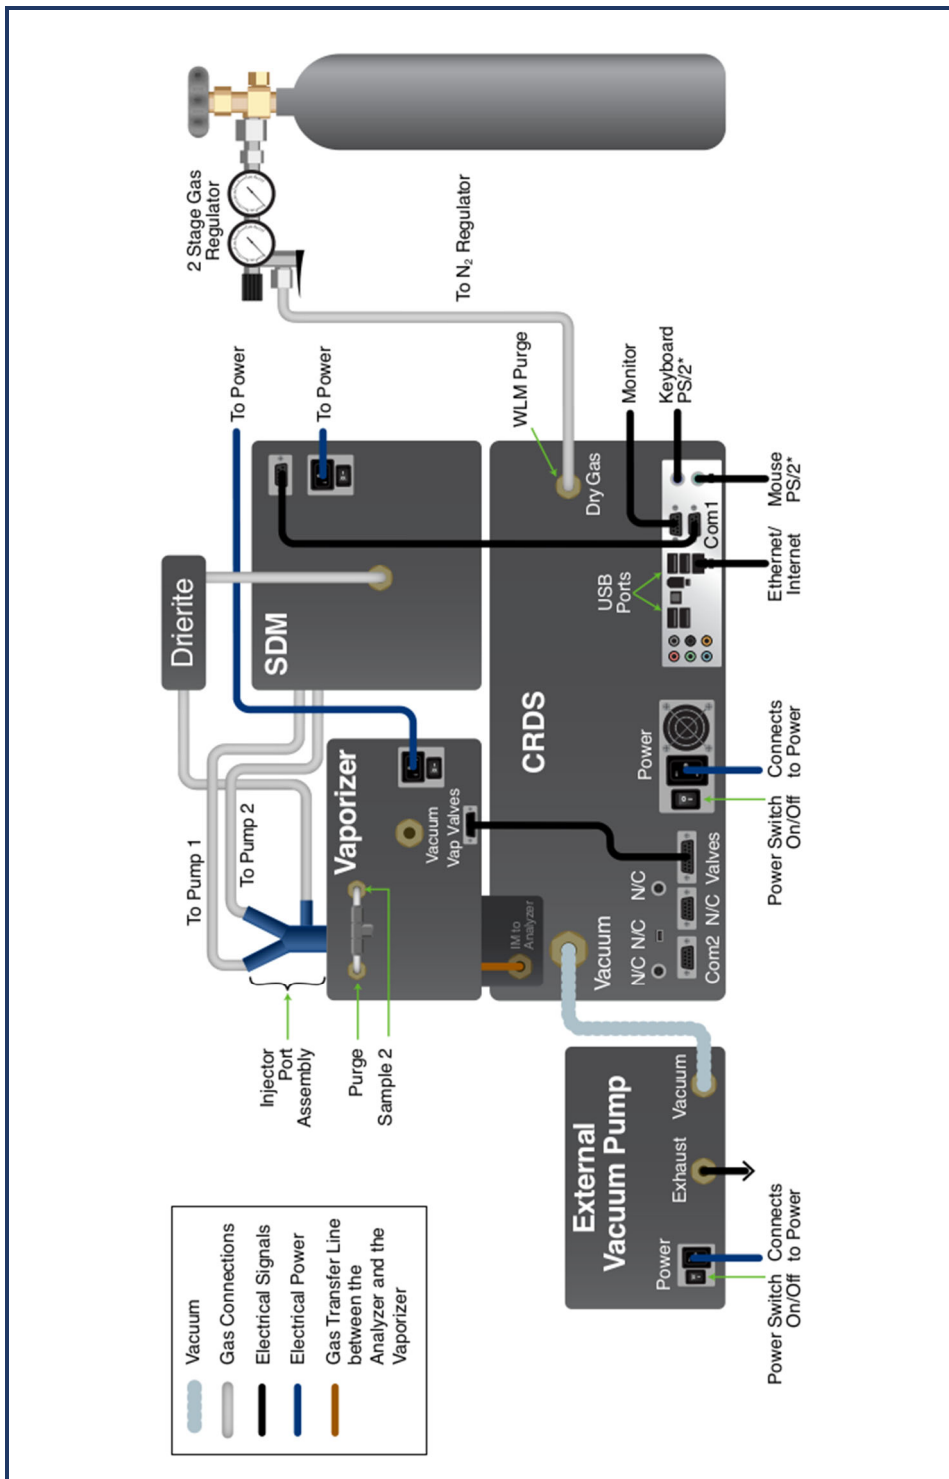 2 Stage Gas
Regulator
To N₂ Regulator
To Power
To Power
WLM Purge
Monitor
Keyboard
PS/2*
Mouse
PS/2*
Ethernet/
Internet
Dry Gas
Com1
USB
Ports
Drierite
SDM
CRDS
To Pump 1
To Pump 2
Vaporizer
Vacuum
Vap Valves
Power
Connects
to Power
Power Switch
On/Off
Valves
N/C
N/C
N/C
N/C
Com2
IM to
Analyzer
Vacuum
Injector
Port
Assembly
Purge
Sample 2
External
Vacuum Pump
Vacuum
Exhaust
Power
Connects
to Power
Power Switch
On/Off
Vacuum
Gas Connections
Electrical Signals
Electrical Power
Gas Transfer Line
between the
Analyzer and the
Vaporizer